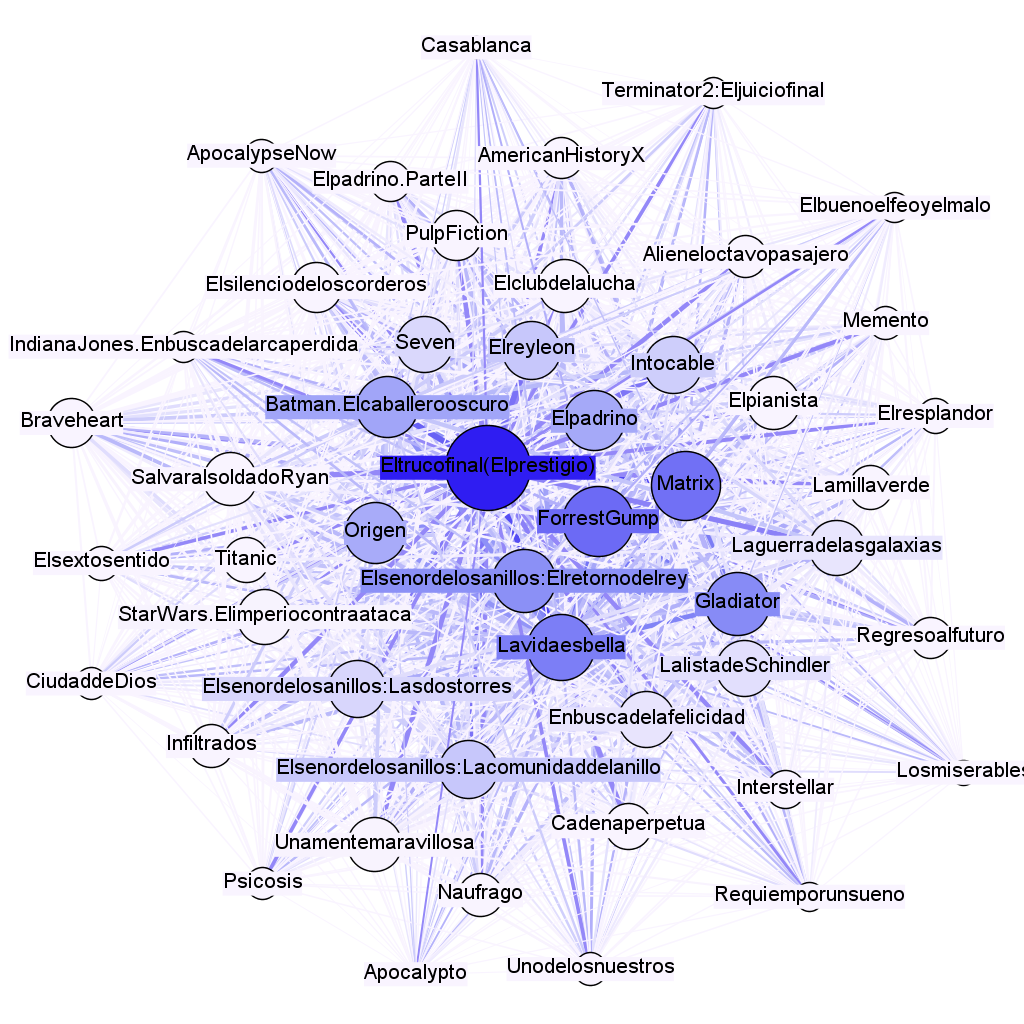 Casablanca
Terminator2:Eljuiciofinal
ApocalypseNow
AmericanHistoryX
Elpadrino.ParteII
Elbuenoelfeoyelmalo
PulpFiction
Alieneloctavopasajero
Elsilenciodeloscorderos
Elclubdelalucha
Memento
IndianaJones.Enbuscadelarcaperdida
Seven
Elreyleon
Intocable
Batman.Elcaballerooscuro
Elpianista
Braveheart
Elpadrino
Elresplandor
Eltrucofinal(Elprestigio)
SalvaralsoldadoRyan
Matrix
Lamillaverde
Origen
ForrestGump
Laguerradelasgalaxias
Elsextosentido
Titanic
Elsenordelosanillos:Elretornodelrey
Gladiator
StarWars.Elimperiocontraataca
Regresoalfuturo
Lavidaesbella
LalistadeSchindler
CiudaddeDios
Elsenordelosanillos:Lasdostorres
Enbuscadelafelicidad
Infiltrados
Elsenordelosanillos:Lacomunidaddelanillo
Losmiserables
Interstellar
Cadenaperpetua
Unamentemaravillosa
Psicosis
Naufrago
Requiemporunsueno
Apocalypto
Unodelosnuestros